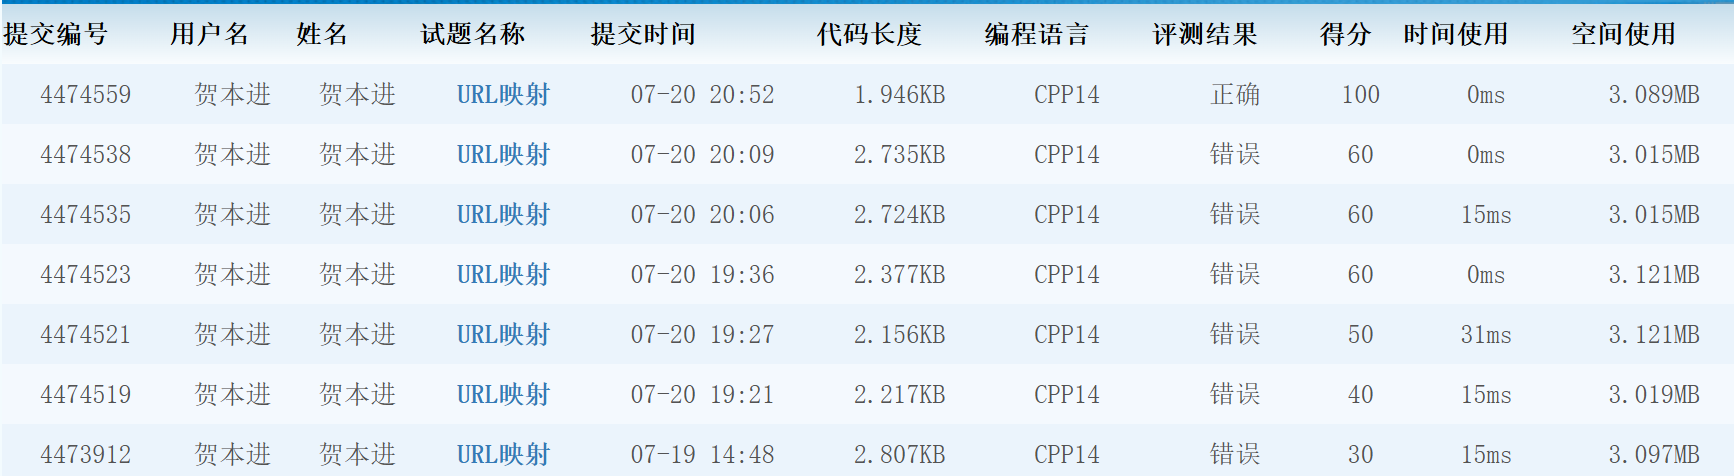 提交编号 用户名 姓名 试题名称 提交时间 代码长度 编程语言 评测结果 得分 时间使用 空间使用
4474559 贺本进 贺本进 URL映射 07-20 20:52 1.946KB CPP14 正确 100 0ms 3.089MB
4474538 贺本进 贺本进 URL映射 07-20 20:09 2.735KB CPP14 错误 60 0ms 3.015MB
4474535 贺本进 贺本进 URL映射 07-20 20:06 2.724KB CPP14 错误 60 15ms 3.015MB
4474523 贺本进 贺本进 URL映射 07-20 19:36 2.377KB CPP14 错误 60 0ms 3.121MB
4474521 贺本进 贺本进 URL映射 07-20 19:27 2.156KB CPP14 错误 50 31ms 3.121MB
4474519 贺本进 贺本进 URL映射 07-20 19:21 2.217KB CPP14 错误 40 15ms 3.019MB
4473912 贺本进 贺本进 URL映射 07-19 14:48 2.807KB CPP14 错误 30 15ms 3.097MB